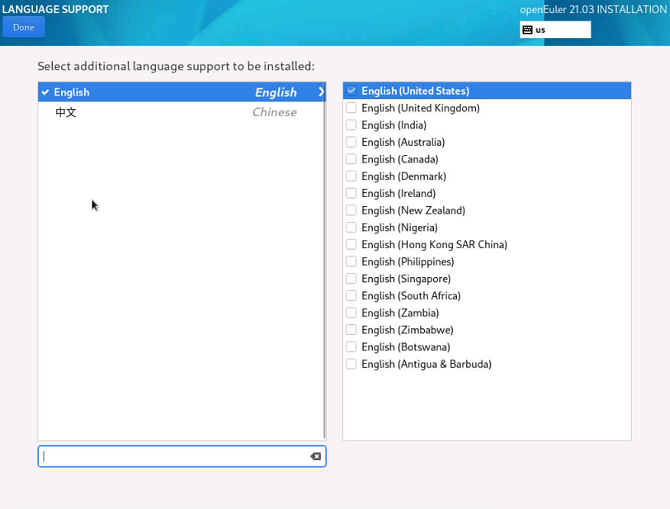 LANGUAGE SUPPORT
openEuler 21.03 INSTALLATION
Done
us
Select additional language support to be installed:
English English
中文 Chinese
English (United States)
English (United Kingdom)
English (India)
English (Australia)
English (Canada)
English (Denmark)
English (Ireland)
English (New Zealand)
English (Nigeria)
English (Hong Kong SAR China)
English (Philippines)
English (Singapore)
English (South Africa)
English (Zambia)
English (Zimbabwe)
English (Botswana)
English (Antigua & Barbuda)